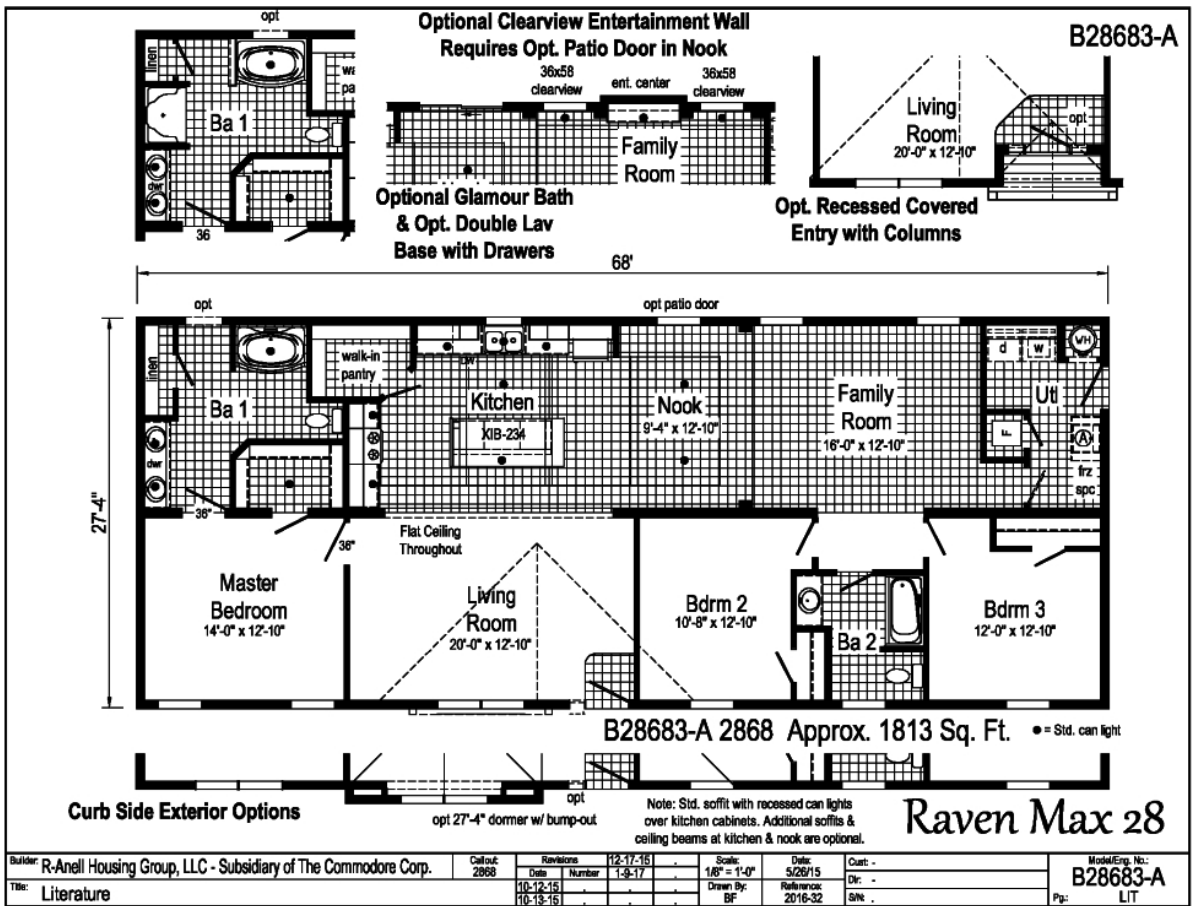 opt
Optional Clearview Entertainment Wall
Requires Opt. Patio Door in Nook
B28683-A
linen
Ba 1
dwr
36
36x58
clearview
ent. center
36x58
clearview
Family
Room
Optional Glamour Bath
& Opt. Double Lav
Base with Drawers
Living
Room
20'-0" x 12'-10"
opt
Opt. Recessed Covered
Entry with Columns
68'
27'-4"
opt
opt patio door
linen
Ba 1
dwr
36"
walk-in
pantry
DW
Kitchen
XIB-234
Nook
9'-4" x 12'-10"
Family
Room
16'-0" x 12'-10"
d
w
WH
Utl
F
A
frz
spc
Flat Ceiling
Throughout
36"
Master
Bedroom
14'-0" x 12'-10"
Living
Room
20'-0" x 12'-10"
Bdrm 2
10'-8" x 12'-10"
Ba 2
Bdrm 3
12'-0" x 12'-10"
B28683-A 2868 Approx. 1813 Sq. Ft.
= Std. can light
Curb Side Exterior Options
opt 27'-4" dormer w/ bump-out
opt
Note: Std. soffit with recessed can lights
over kitchen cabinets. Additional soffits &
ceiling beams at kitchen & nook are optional.
Raven Max 28
Builder: R-Anell Housing Group, LLC - Subsidiary of The Commodore Corp.
Title: Literature
Callout:
2868
Revisions
Date Number
10-12-15
10-13-15
12-17-15
1-9-17
Scale:
1/8" = 1'-0"
Drawn By:
BF
Date:
5/26/15
Reference:
2016-32
Cust: -
Dlr: -
S/N: .
Model/Eng. No.:
B28683-A
Pg.: LIT